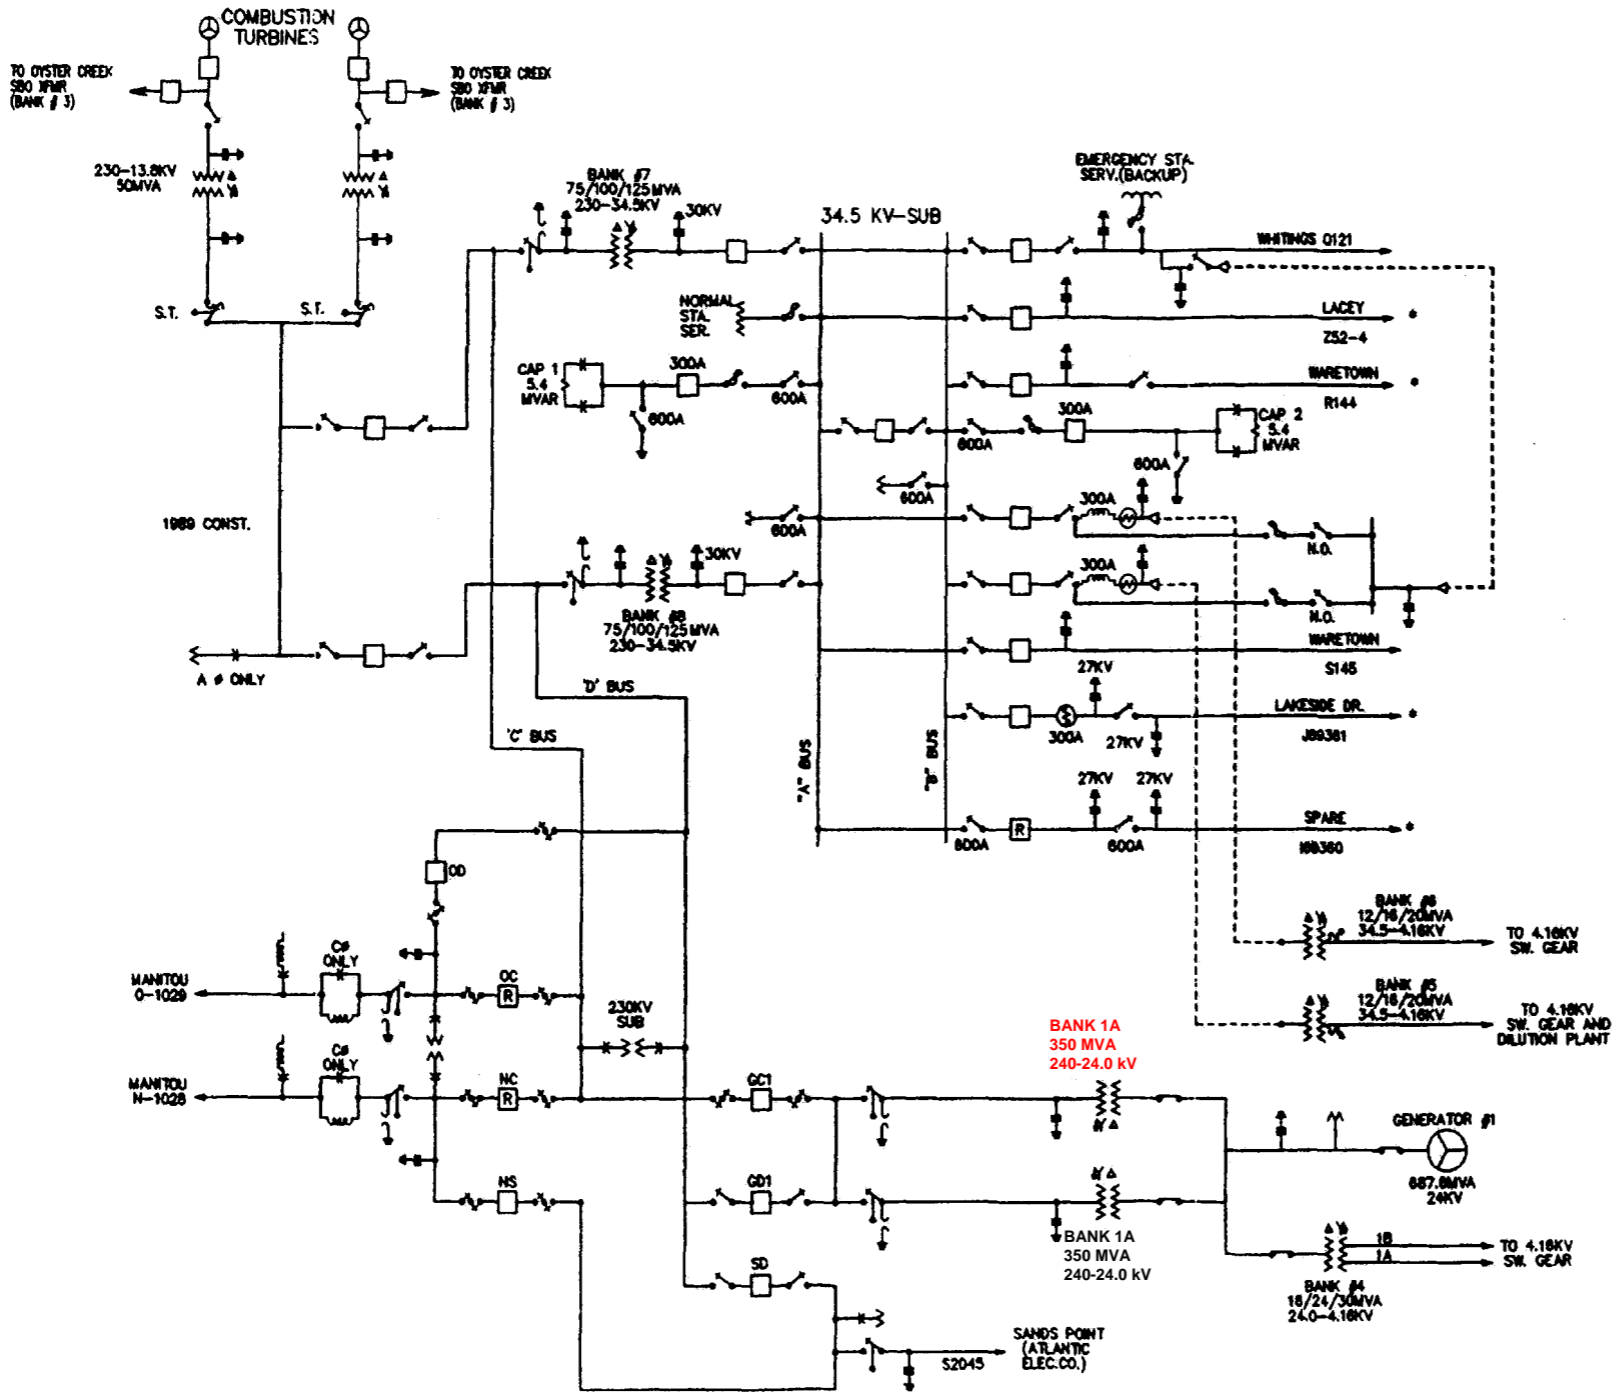 COMBUSTION
TURBINES
TO OYSTER CREEK
SBO XFMR
(BANK # 3)
TO OYSTER CREEK
SBO XFMR
(BANK # 3)
230-13.8KV
50MVA
S.T.
S.T.
1989 CONST.
A ø ONLY
BANK #7
75/100/125MVA
230-34.5KV
30KV
34.5 KV-SUB
EMERGENCY STA.
SERV.(BACKUP)
WHITINGS Q121
NORMAL
STA.
SER.
LACEY
*
Z52-4
CAP 1
5.4
MVAR
300A
600A
600A
WARETOWN
*
R144
600A
300A
CAP 2
5.4
MVAR
600A
600A
600A
300A
N.O.
300A
N.O.
30KV
BANK #8
75/100/125MVA
230-34.5KV
WARETOWN
S145
'D' BUS
'C' BUS
"A" BUS
"B" BUS
27KV
300A
27KV
LAKESIDE DR.
*
J69361
27KV
27KV
600A
R
600A
SPARE
*
I69360
OD
BANK #6
12/16/20MVA
34.5-4.16KV
TO 4.16KV
SW. GEAR
BANK #5
12/16/20MVA
34.5-4.16KV
TO 4.16KV
SW. GEAR AND
DILUTION PLANT
MANITOU
O-1029
Cø
ONLY
OC
R
230KV
SUB
MANITOU
N-1028
Cø
ONLY
NC
R
NS
GC1
GD1
SD
BANK 1A
350 MVA
240-24.0 kV
BANK 1A
350 MVA
240-24.0 kV
GENERATOR #1
687.6MVA
24KV
1B
1A
TO 4.16KV
SW. GEAR
BANK #4
18/24/30MVA
24.0-4.16KV
S2045
SANDS POINT
(ATLANTIC
ELEC.CO.)